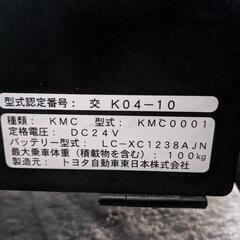 型式認定番号：交 K04-10
種類：KMC 型式：KMC0001
定格電圧：DC24V
バッテリー型式：LC-XC1238AJN
最大乗車体重（積載物を含む）：100kg
製造元：トヨタ自動車東日本株式会社